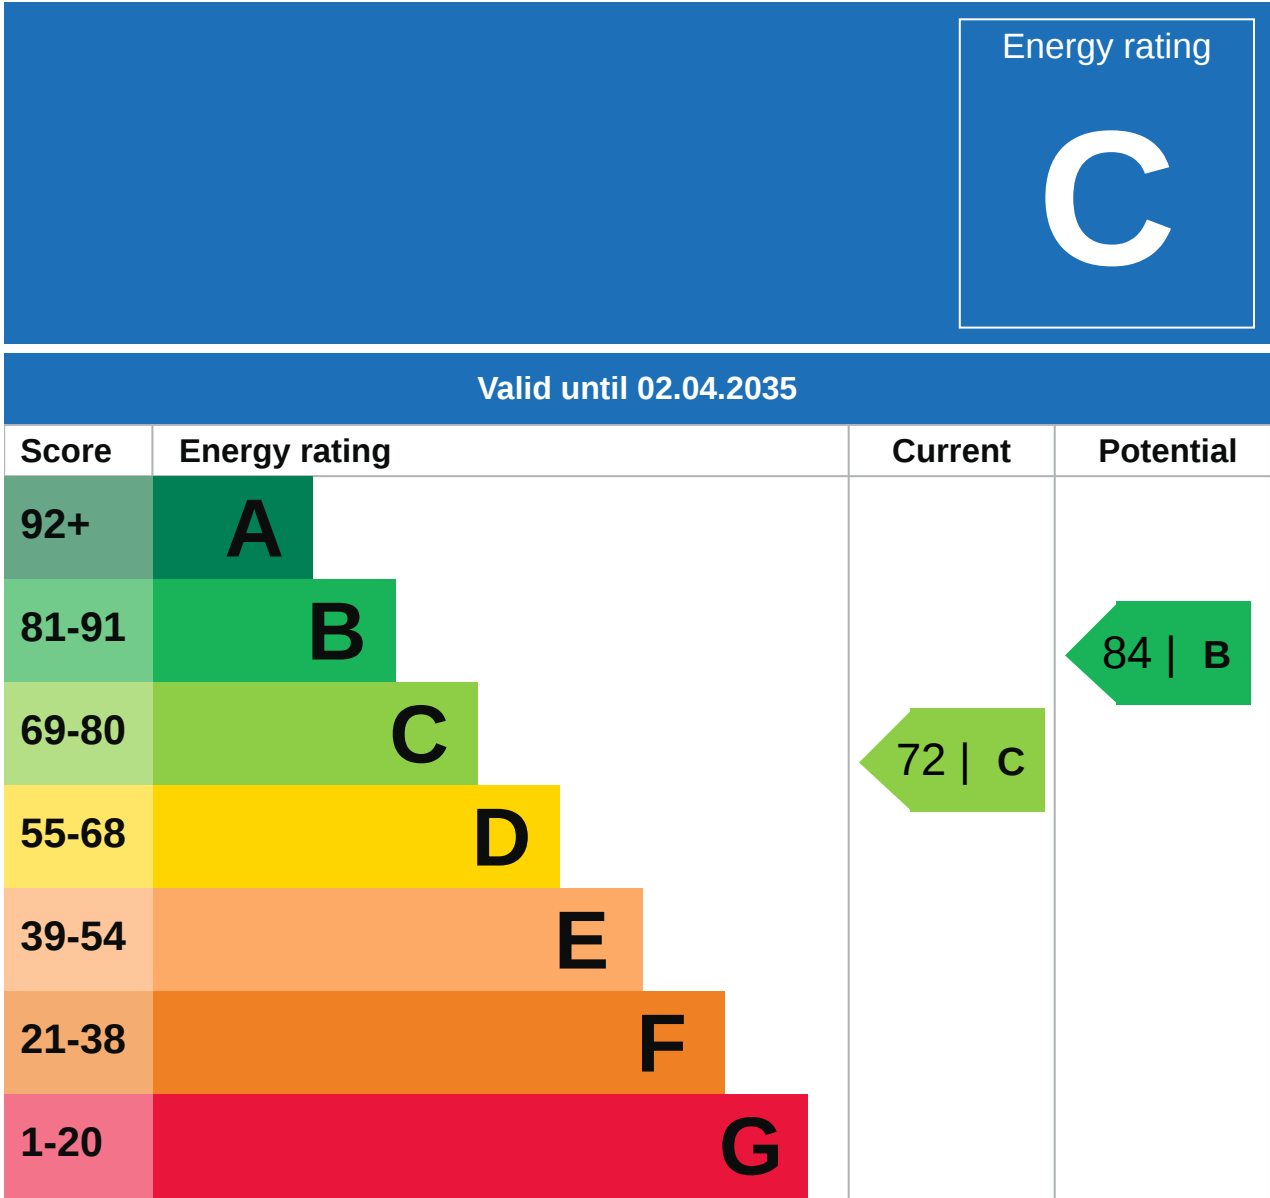 Energy rating
C
Valid until 02.04.2035
Score Energy rating Current Potential
92+ A
81-91 B 84 | B
69-80 C 72 | C
55-68 D
39-54 E
21-38 F
1-20 G